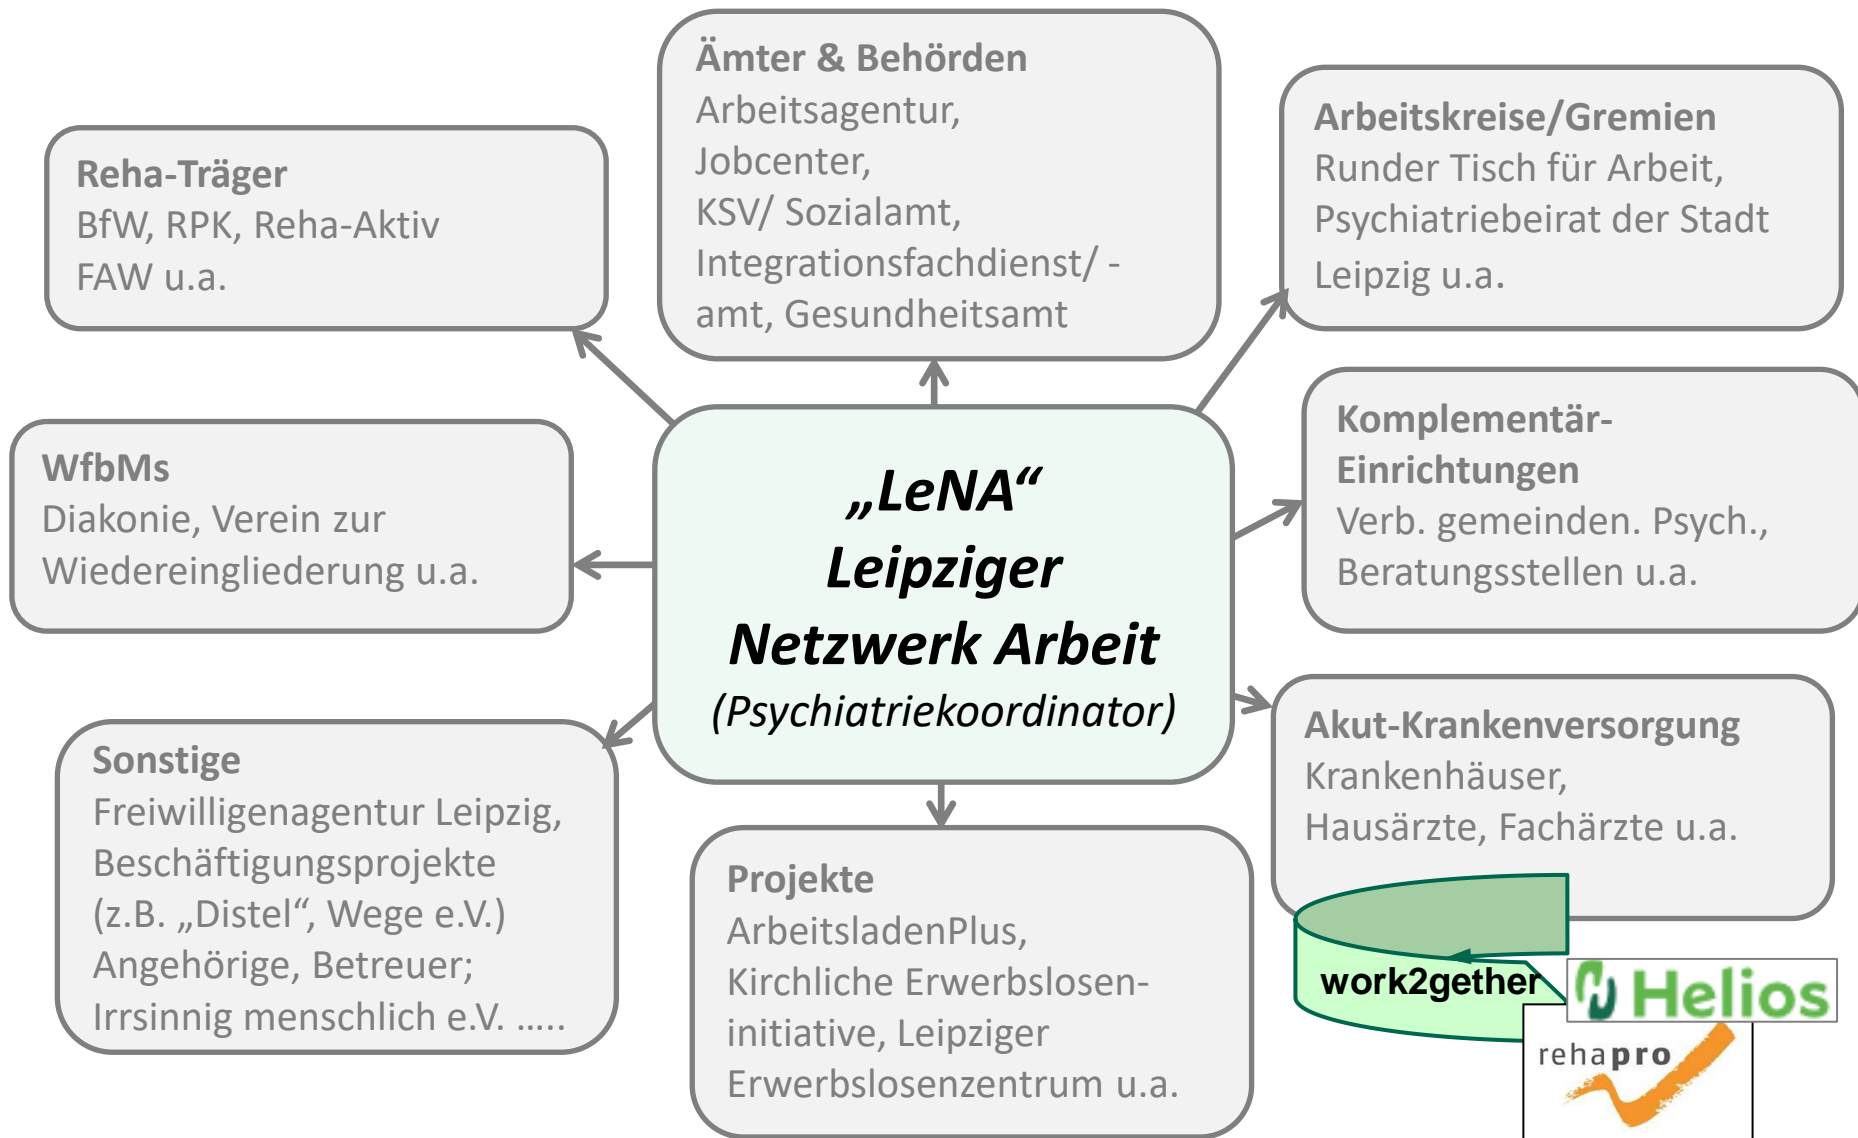 Ämter & Behörden
Arbeitsagentur,
Jobcenter,
KSV/ Sozialamt,
Integrationsfachdienst/ -
amt, Gesundheitsamt
Arbeitskreise/Gremien
Runder Tisch für Arbeit,
Psychiatriebeirat der Stadt
Leipzig u.a.
Reha-Träger
BfW, RPK, Reha-Aktiv
FAW u.a.
Komplementär-
Einrichtungen
Verb. gemeinden. Psych.,
Beratungsstellen u.a.
WfbMs
Diakonie, Verein zur
Wiedereingliederung u.a.
„LeNA“
Leipziger
Netzwerk Arbeit
(Psychiatriekoordinator)
Akut-Krankenversorgung
Krankenhäuser,
Hausärzte, Fachärzte u.a.
Sonstige
Freiwilligenagentur Leipzig,
Beschäftigungsprojekte
(z.B. „Distel“, Wege e.V.)
Angehörige, Betreuer;
Irrsinnig menschlich e.V. .....
Projekte
ArbeitsladenPlus,
Kirchliche Erwerbslosen-
initiative, Leipziger
Erwerbslosenzentrum u.a.
work2gether
Helios
rehapro